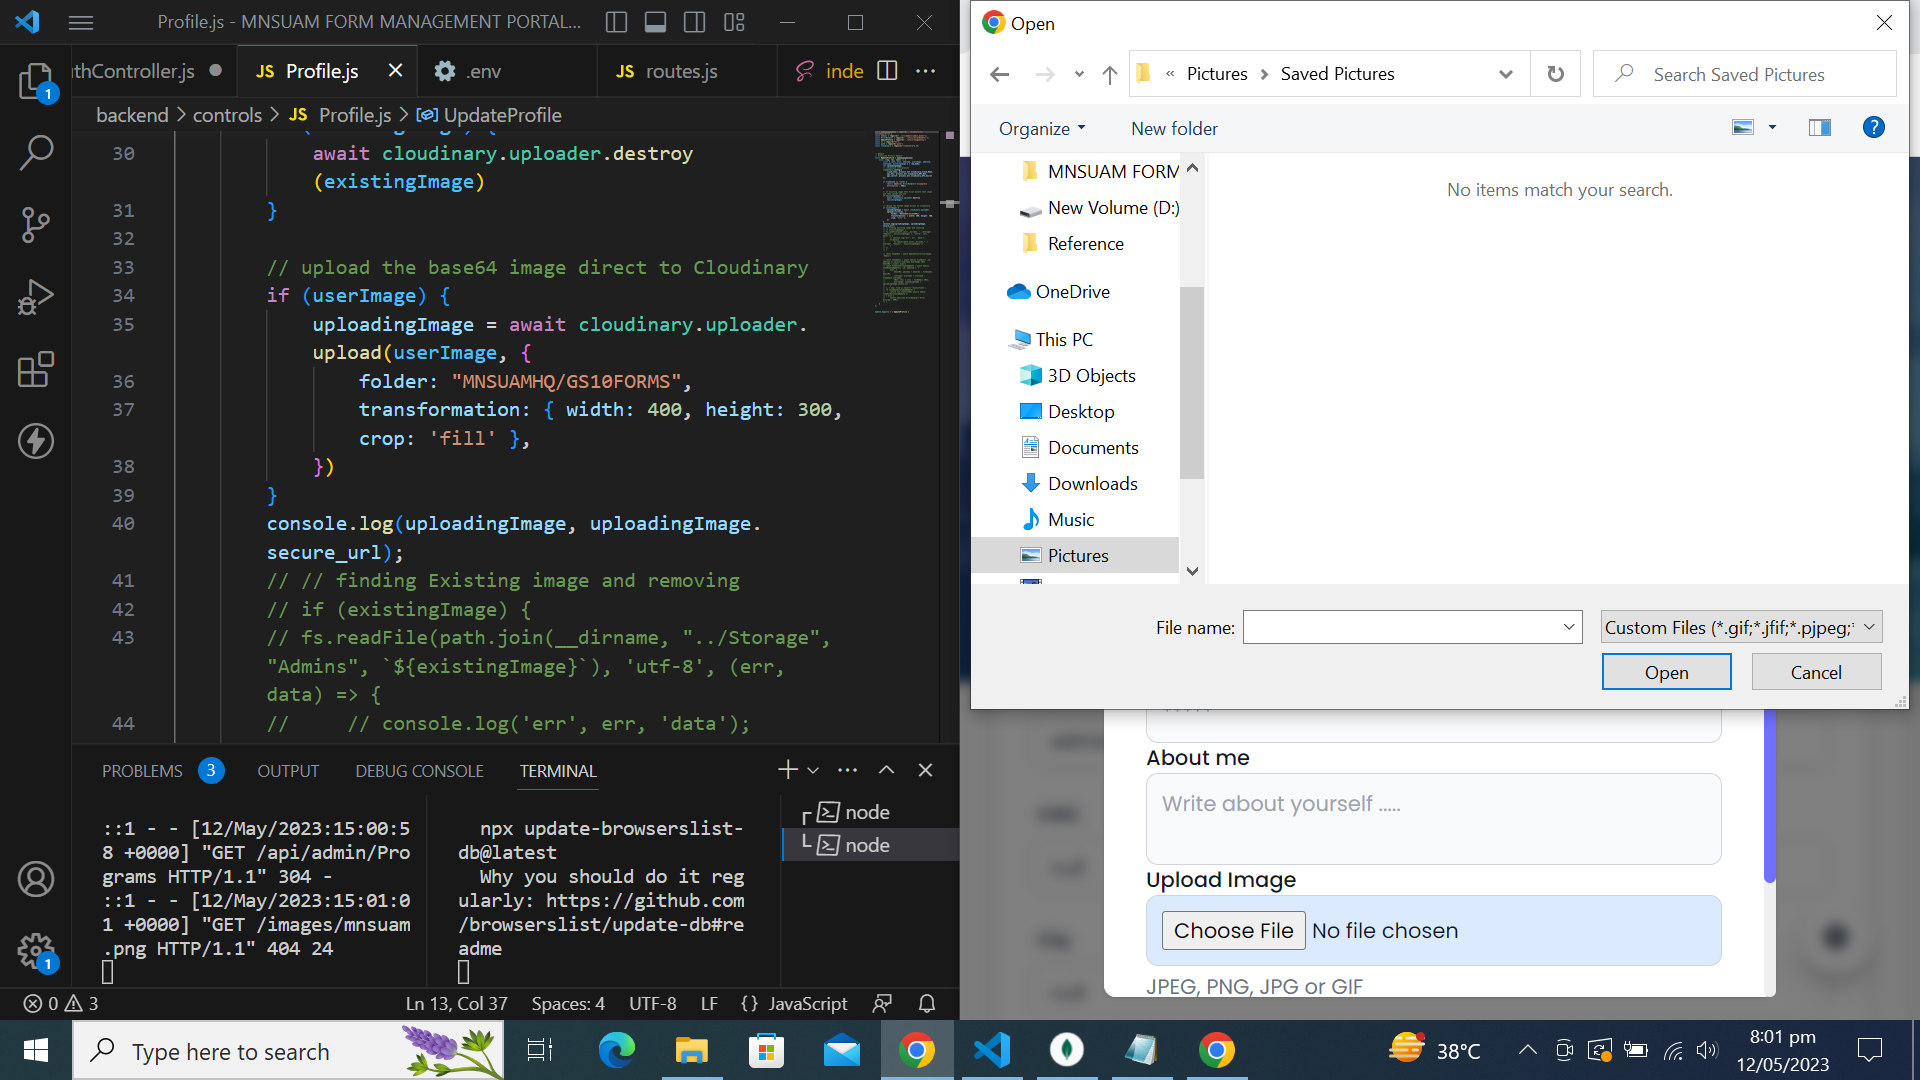 Profile.js - MNSUAM FORM MANAGEMENT PORTAL...
thController.js
JS Profile.js
.env
JS routes.js
inde
backend > controls > JS Profile.js > UpdateProfile
30 await cloudinary.uploader.destroy
(existingImage)
31 }
32
33 // upload the base64 image direct to Cloudinary
34 if (userImage) {
35 uploadingImage = await cloudinary.uploader.
upload(userImage, {
36 folder: "MNSUAMHQ/GS10FORMS",
37 transformation: { width: 400, height: 300,
crop: 'fill' },
38 })
39 }
40 console.log(uploadingImage, uploadingImage.
secure_url);
41 // // finding Existing image and removing
42 // if (existingImage) {
43 // fs.readFile(path.join(__dirname, "../Storage",
"Admins", `${existingImage}`), 'utf-8', (err,
data) => {
44 // // console.log('err', err, 'data');
PROBLEMS 3 OUTPUT DEBUG CONSOLE TERMINAL
::1 - - [12/May/2023:15:00:5
8 +0000] "GET /api/admin/Pro
grams HTTP/1.1" 304 -
::1 - - [12/May/2023:15:01:0
1 +0000] "GET /images/mnsuam
.png HTTP/1.1" 404 24
npx update-browserslist-
db@latest
Why you should do it reg
ularly: https://github.com
/browserslist/update-db#re
adme
node
node
1
1
0 3
Ln 13, Col 37 Spaces: 4 UTF-8 LF {} JavaScript
Open
« Pictures > Saved Pictures
Search Saved Pictures
Organize
New folder
MNSUAM FORM
New Volume (D:)
Reference
OneDrive
This PC
3D Objects
Desktop
Documents
Downloads
Music
Pictures
No items match your search.
File name:
Custom Files (*.gif;*.jfif;*.pjpeg;*
Open
Cancel
About me
Write about yourself .....
Upload Image
Choose File No file chosen
JPEG, PNG, JPG or GIF
Type here to search
38°C
8:01 pm
12/05/2023